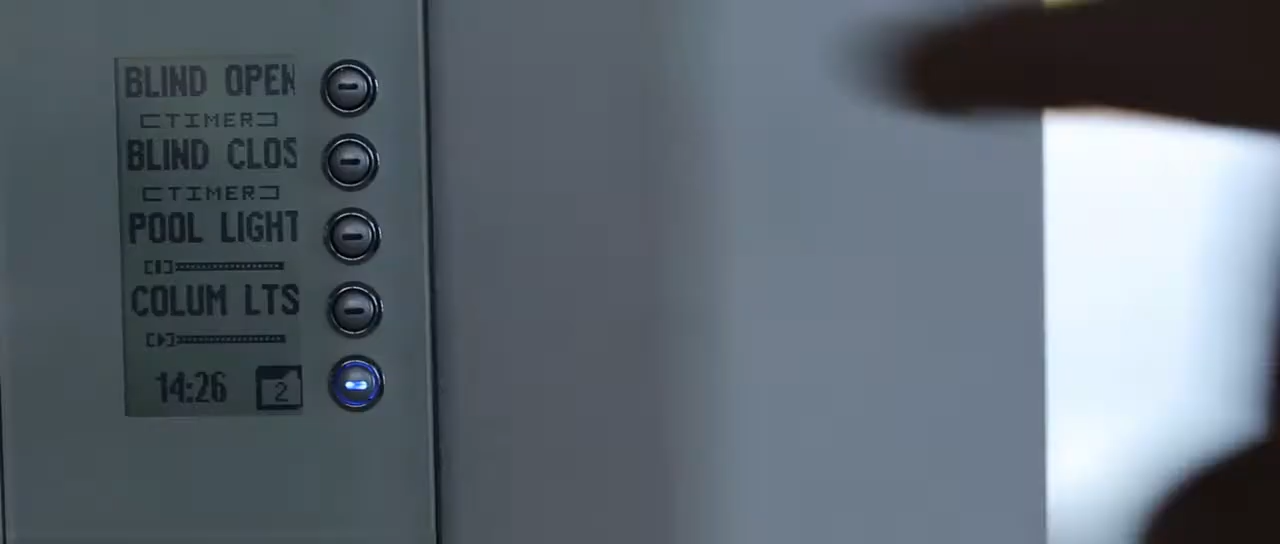 BLIND OPEN
[TIMER]
BLIND CLOS
[TIMER]
POOL LIGHT
COLUM LTS
14:26 2